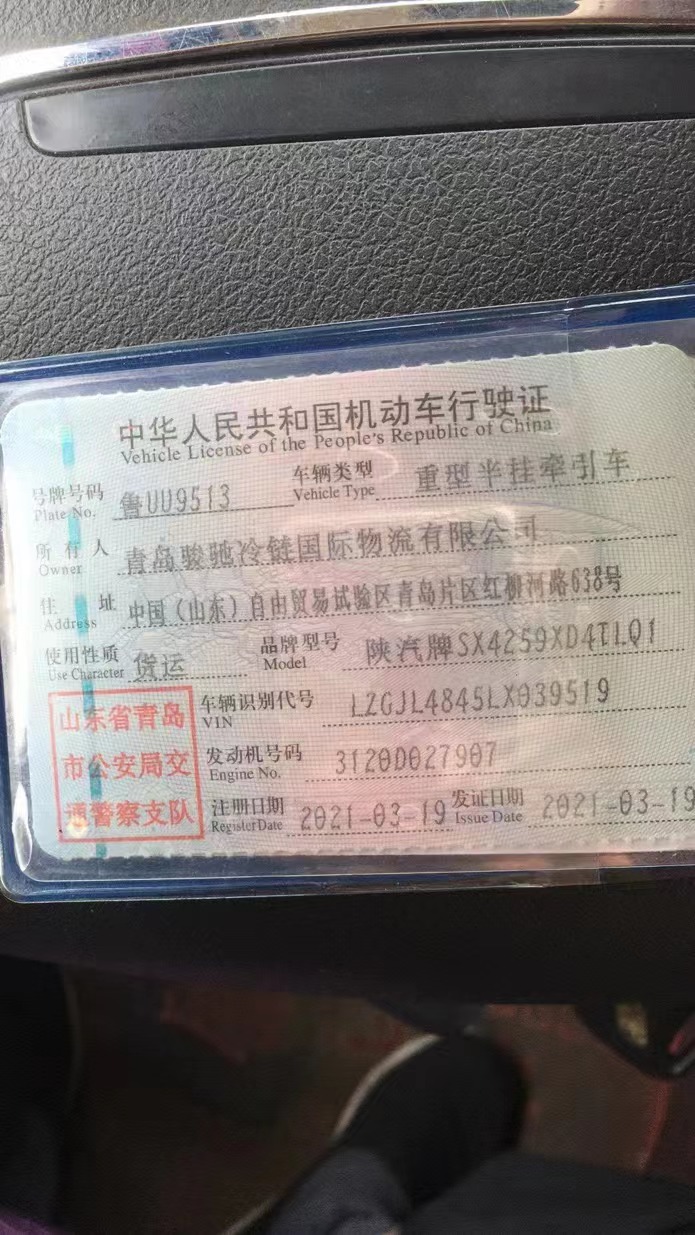 中华人民共和国机动车行驶证
Vehicle License of the People's Republic of China
号牌号码 鲁UU9513 车辆类型 重型半挂牵引车
Plate No. Vehicle Type
所有人 青岛骏驰冷链国际物流有限公司
Owner
住址 中国（山东）自由贸易试验区青岛片区红柳河路638号
Address
使用性质 货运 品牌型号 陕汽牌SX4259XD4TLQ1
Use Character Model
车辆识别代号 LZGJL4845LX039519
VIN
发动机号码 3120D027907
Engine No.
注册日期 2021-03-19 发证日期 2021-03-19
Register Date Issue Date
山东省青岛
市公安局交
通警察支队